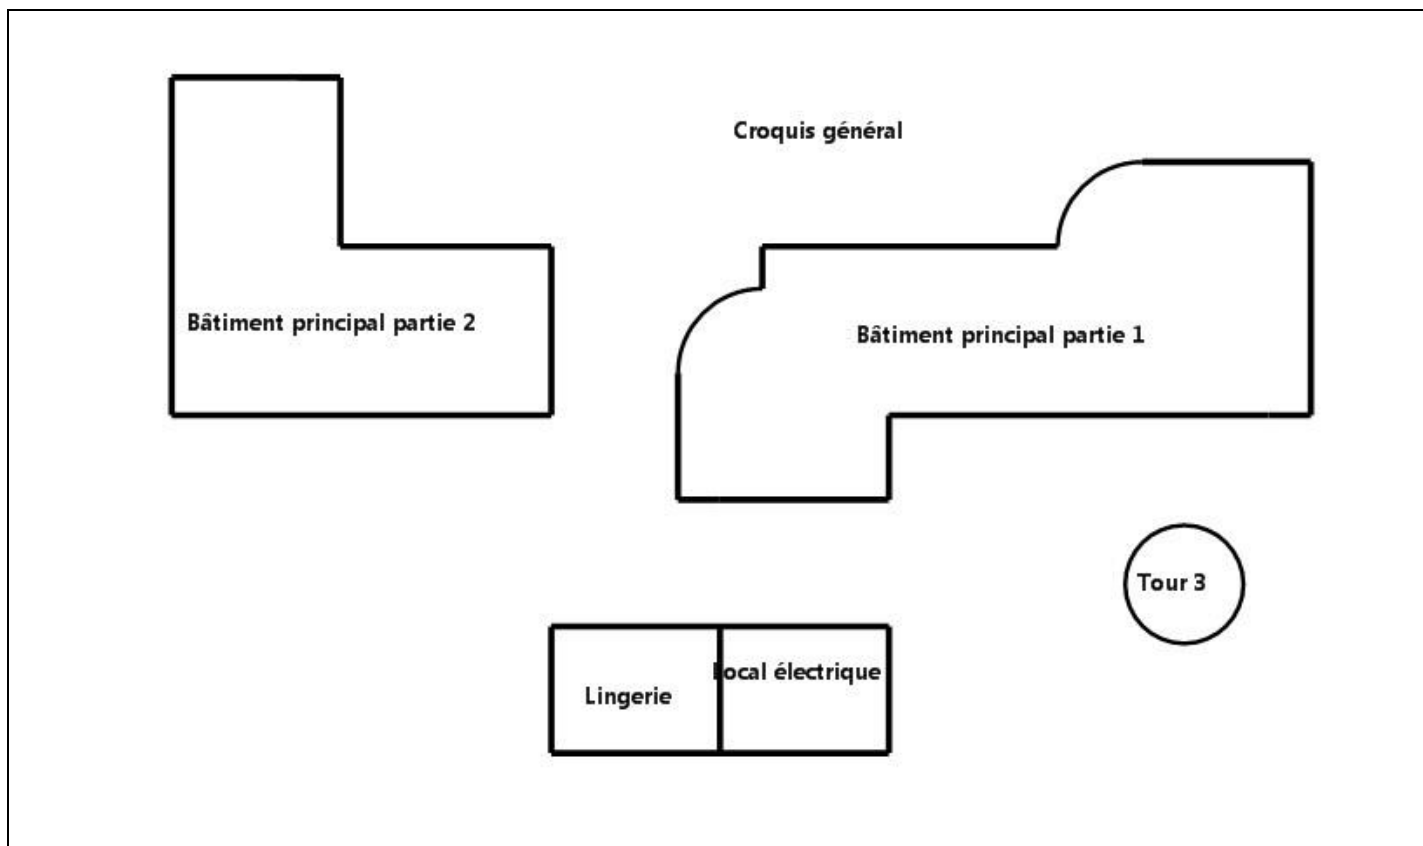 Croquis général
Bâtiment principal partie 2
Bâtiment principal partie 1
Tour 3
Local électrique
Lingerie